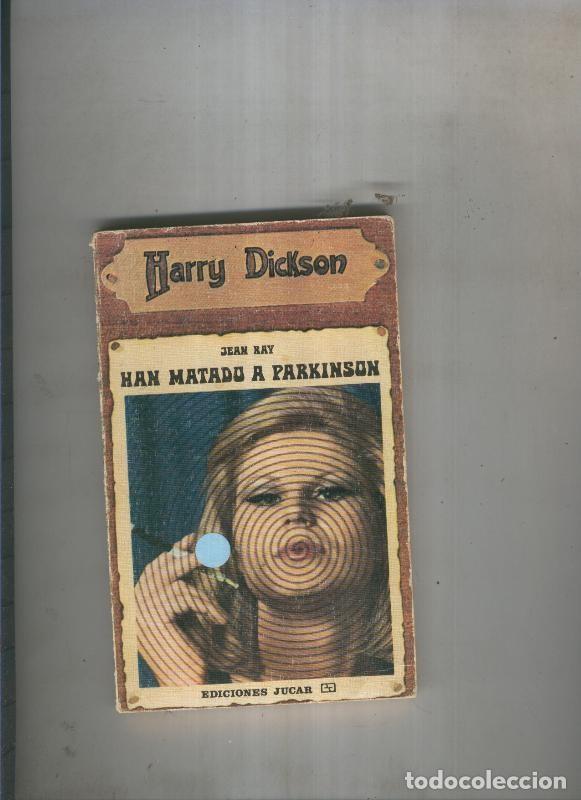 Harry Dickson
JEAN RAY
HAN MATADO A PARKINSON
EDICIONES JUCAR
todocoleccion